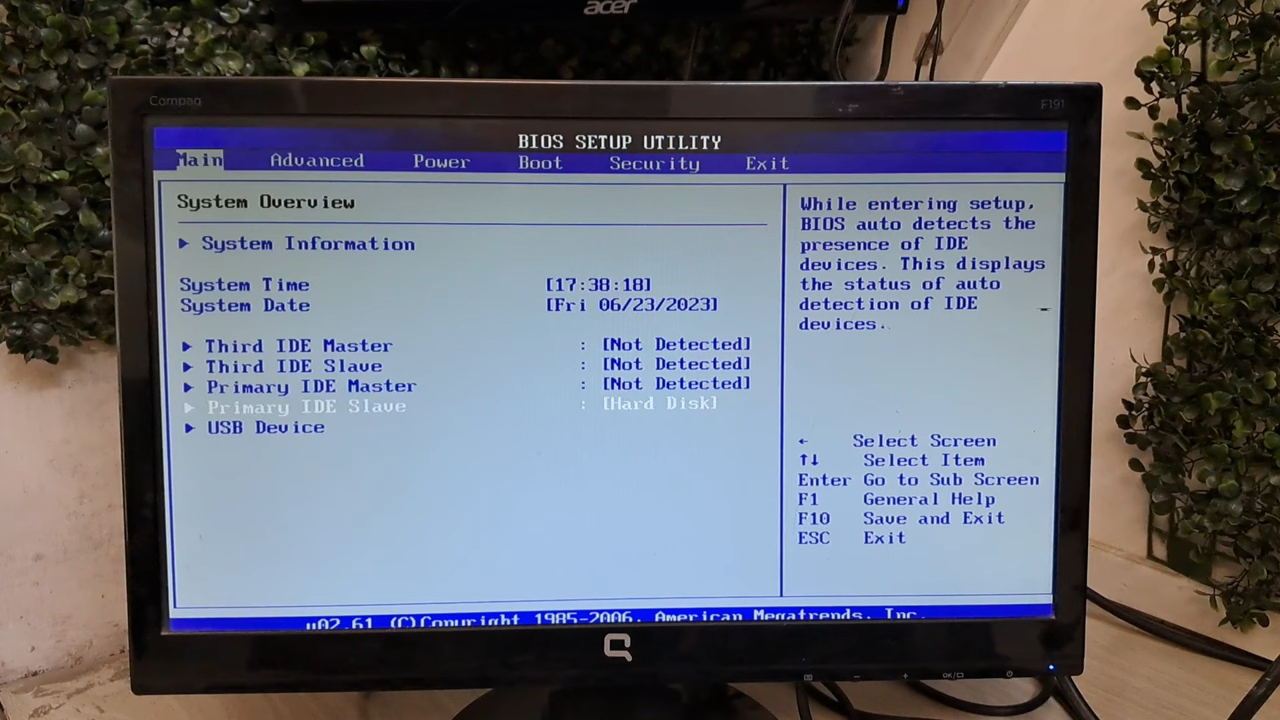 acer
Compaq
F191
BIOS SETUP UTILITY
Main Advanced Power Boot Security Exit
System Overview
System Information
System Time [17:38:18]
System Date [Fri 06/23/2023]
Third IDE Master : [Not Detected]
Third IDE Slave : [Not Detected]
Primary IDE Master : [Not Detected]
Primary IDE Slave : [Hard Disk]
USB Device
While entering setup,
BIOS auto detects the
presence of IDE
devices. This displays
the status of auto
detection of IDE
devices.
← Select Screen
↑↓ Select Item
Enter Go to Sub Screen
F1 General Help
F10 Save and Exit
ESC Exit
v02.61 (C)Copyright 1985-2006, American Megatrends, Inc.
- + OK/